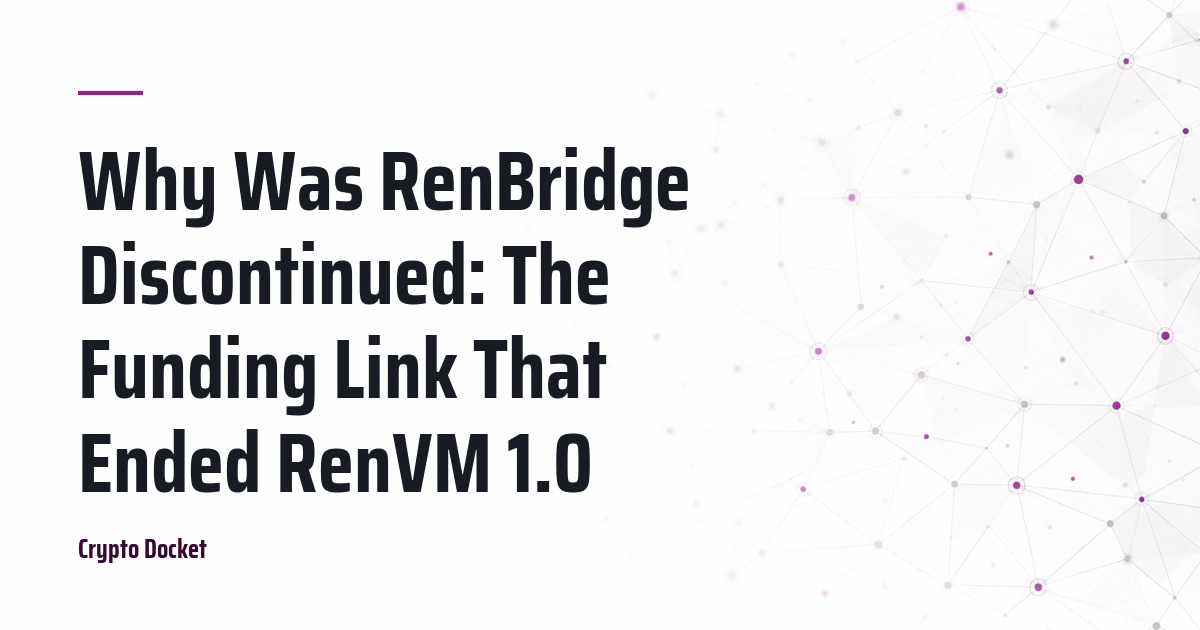 Why Was RenBridge
Discontinued: The
Funding Link That
Ended RenVM 1.0
Crypto Docket